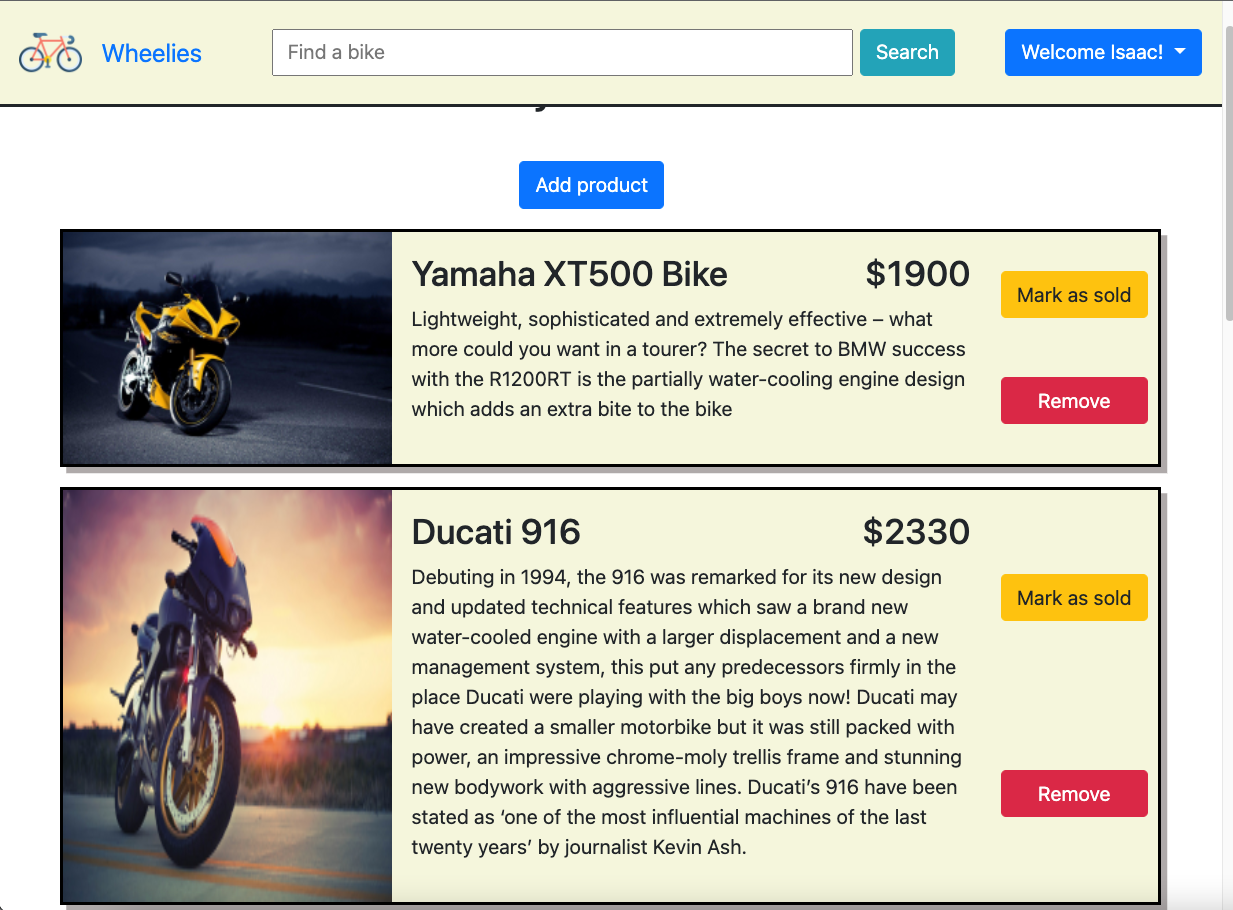 Wheelies
Find a bike
Search
Welcome Isaac!
Add product
Yamaha XT500 Bike
$1900
Lightweight, sophisticated and extremely effective – what
more could you want in a tourer? The secret to BMW success
with the R1200RT is the partially water-cooling engine design
which adds an extra bite to the bike
Mark as sold
Remove
Ducati 916
$2330
Debuting in 1994, the 916 was remarked for its new design
and updated technical features which saw a brand new
water-cooled engine with a larger displacement and a new
management system, this put any predecessors firmly in the
place Ducati were playing with the big boys now! Ducati may
have created a smaller motorbike but it was still packed with
power, an impressive chrome-moly trellis frame and stunning
new bodywork with aggressive lines. Ducati’s 916 have been
stated as ‘one of the most influential machines of the last
twenty years’ by journalist Kevin Ash.
Mark as sold
Remove